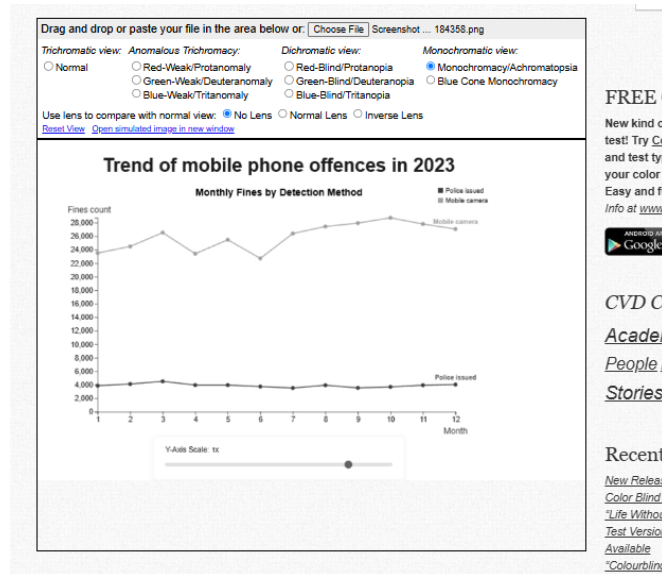 Drag and drop or paste your file in the area below or: Choose File Screenshot ... 184358.png
Trichromatic view: Anomalous Trichromacy: Dichromatic view: Monochromatic view:
Normal Red-Weak/Protanomaly Red-Blind/Protanopia Monochromacy/Achromatopsia
Green-Weak/Deuteranomaly Green-Blind/Deuteranopia Blue Cone Monochromacy
Blue-Weak/Tritanomaly Blue-Blind/Tritanopia
Use lens to compare with normal view: No Lens Normal Lens Inverse Lens
Reset View Open simulated image in new window
Trend of mobile phone offences in 2023
Monthly Fines by Detection Method
Police issued
Mobile camera
Fines count
28,000
26,000
24,000
22,000
20,000
18,000
16,000
14,000
12,000
10,000
8,000
6,000
4,000
2,000
0
Mobile camera
Police issued
1 2 3 4 5 6 7 8 9 10 11 12
Month
Y-Axis Scale: 1x
FREE
New kind o
test! Try Co
and test ty
your color
Easy and f
Info at www
ANDROID A
Google
CVD C
Acade
People
Stories
Recent
New Relea
Color Blind
"Life Withou
Test Version
Available
"Colourblin